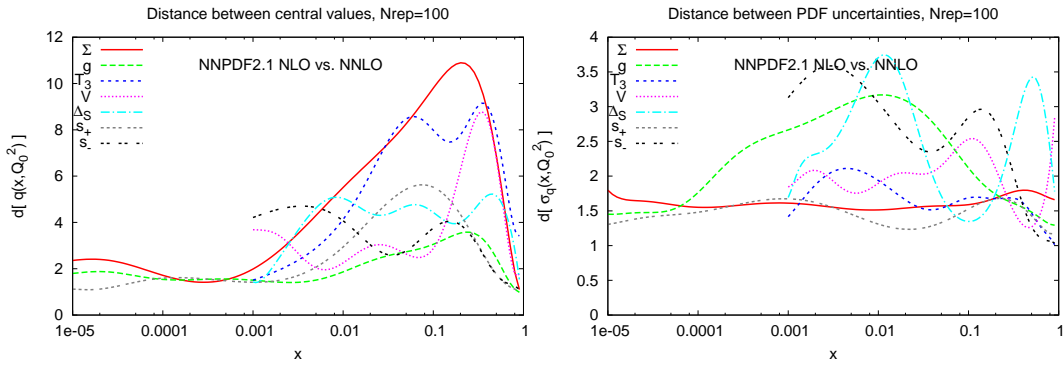 Distance between central values, Nrep=100
d[ q(x,Q₀²) ]
12
10
8
6
4
2
0
Σ
g
T₃
V
Δ_S
s₊
s₋
NNPDF2.1 NLO vs. NNLO
1e-05 0.0001 0.001 0.01 0.1 1
x
Distance between PDF uncertainties, Nrep=100
d[ σ_q(x,Q₀²) ]
4
3.5
3
2.5
2
1.5
1
0.5
0
Σ
g
T₃
V
Δ_S
s₊
s₋
NNPDF2.1 NLO vs. NNLO
1e-05 0.0001 0.001 0.01 0.1 1
x